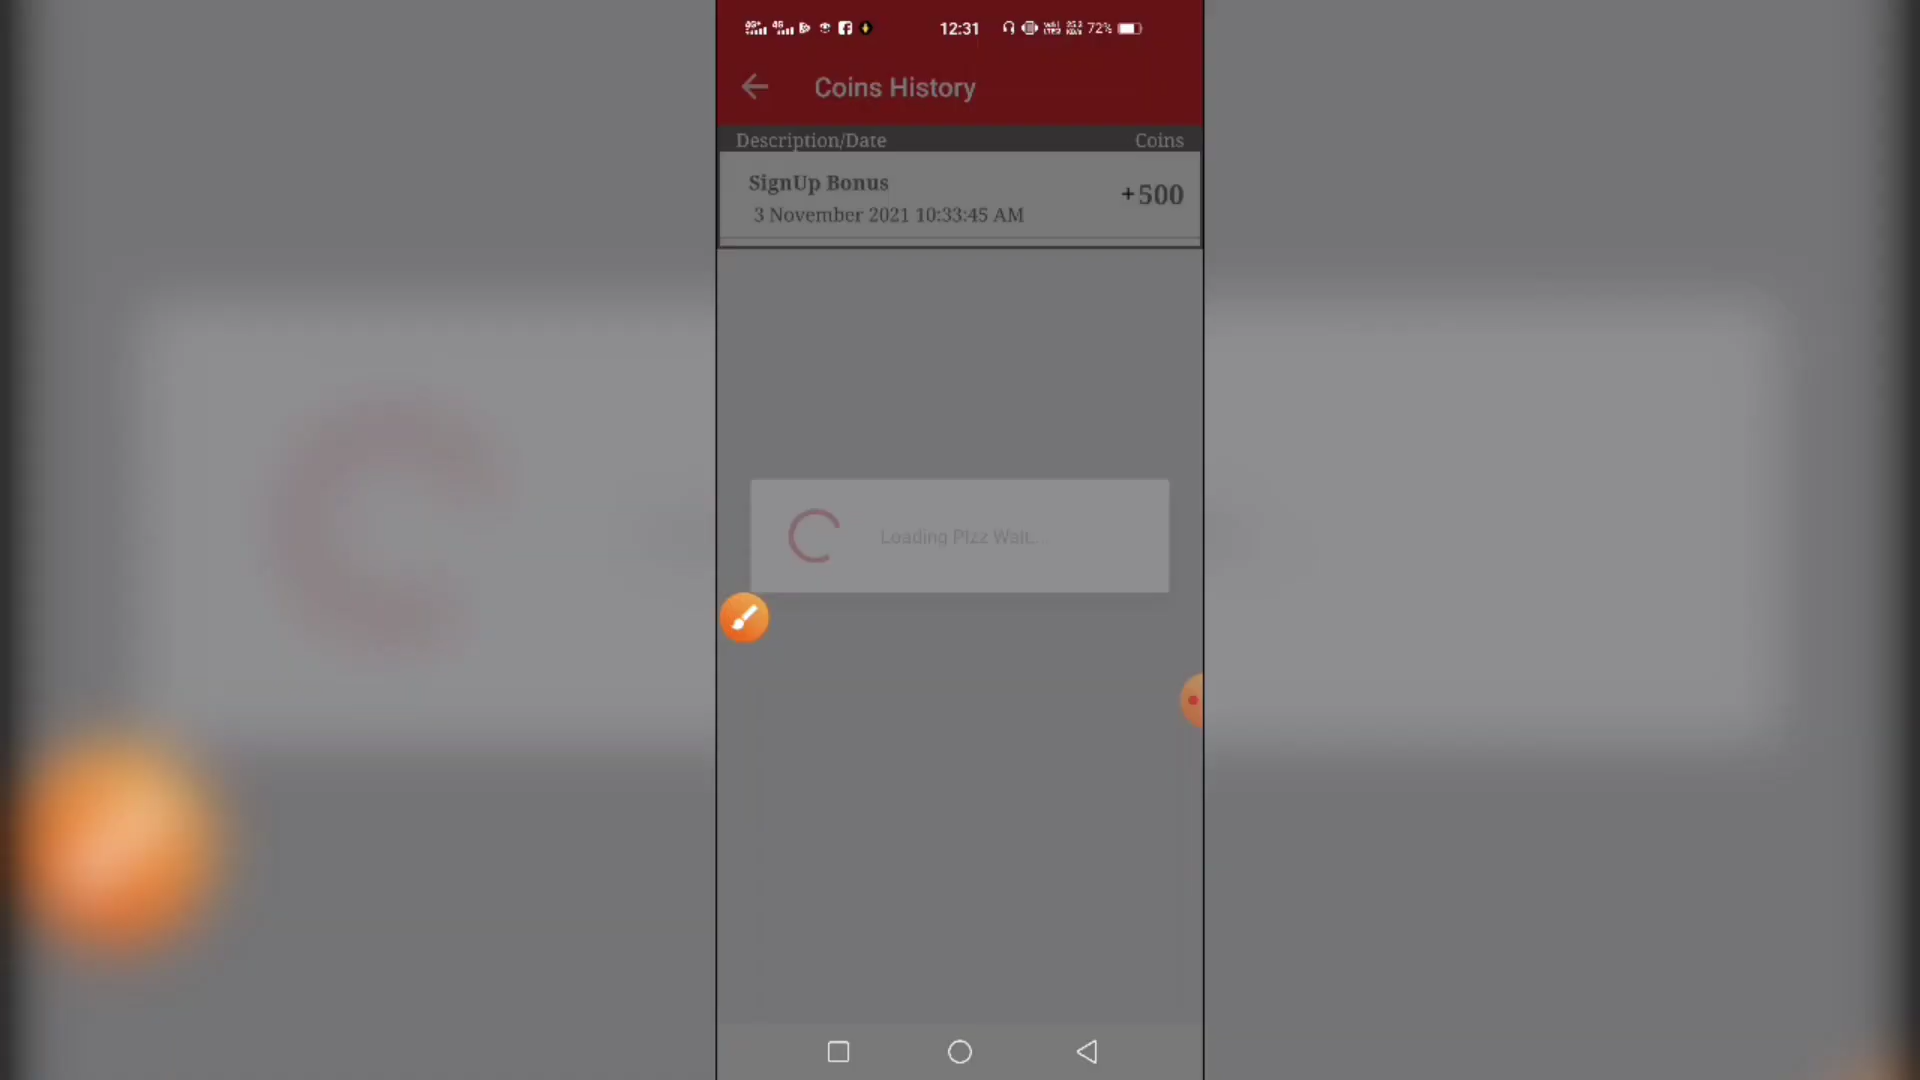 12:31 72%
Coins History
Description/Date Coins
SignUp Bonus +500
3 November 2021 10:33:45 AM
Loading Plzz Wait...